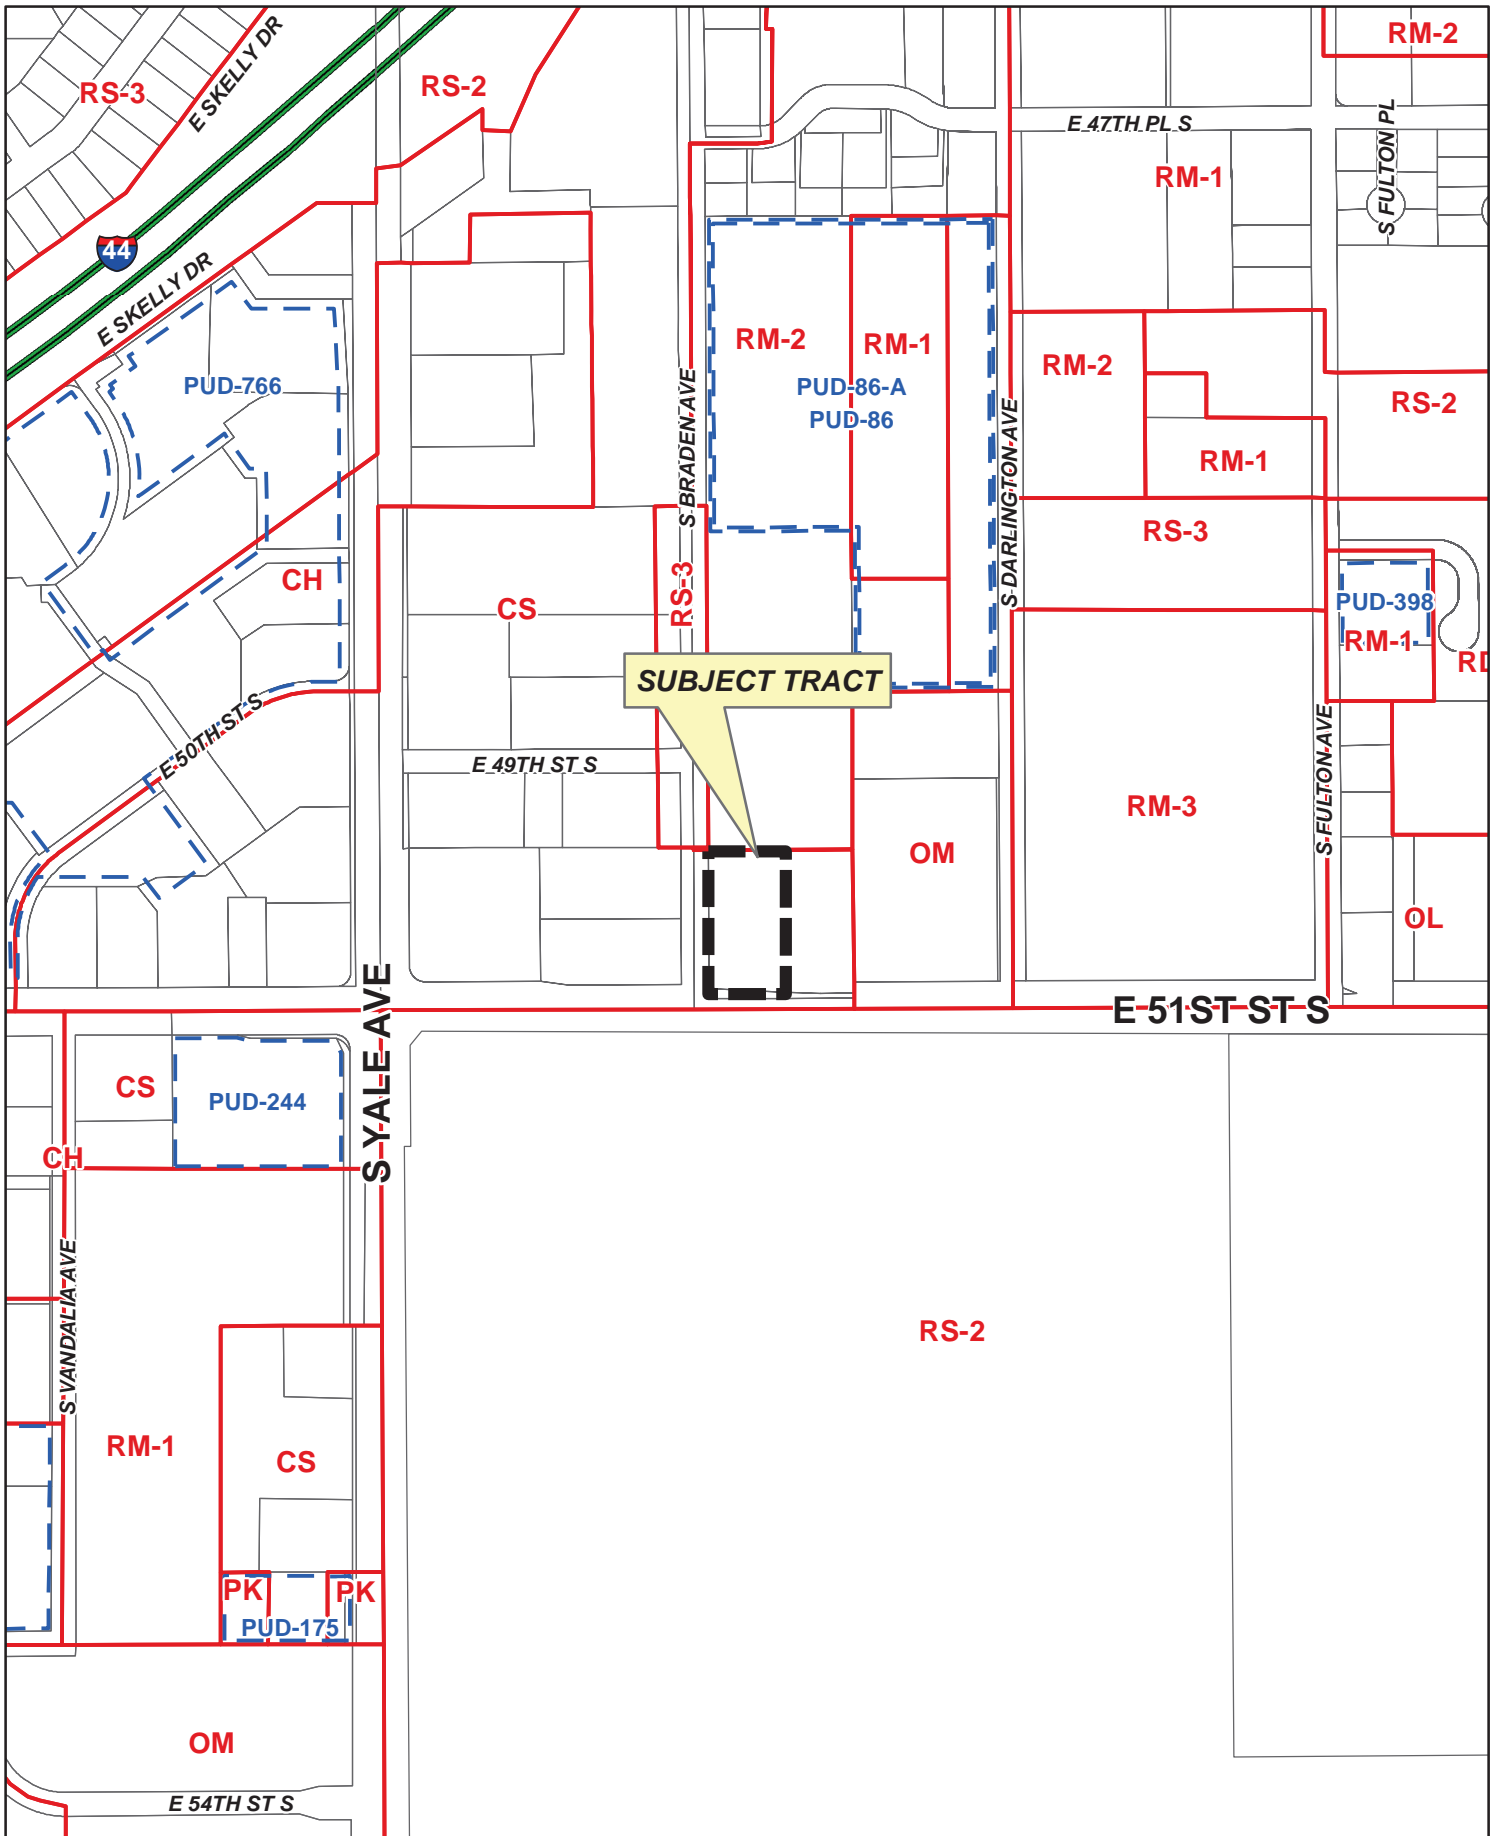 RM-2
E SKELLY DR
RS-3
RS-2
E 47TH PL S
S FULTON PL
RM-1
44
E SKELLY DR
RM-2
RM-1
RM-2
PUD-766
PUD-86-A
PUD-86
S BRADEN AVE
S DARLINGTON AVE
RS-2
RM-1
RS-3
CH
CS
RS-3
PUD-398
RM-1
RD
SUBJECT TRACT
E 50TH ST S
E 49TH ST S
S FULTON AVE
RM-3
OM
OL
S YALE AVE
E 51ST ST S
CS
PUD-244
CH
S VANDALIA AVE
RS-2
RM-1
CS
PK
PK
PUD-175
OM
E 54TH ST S